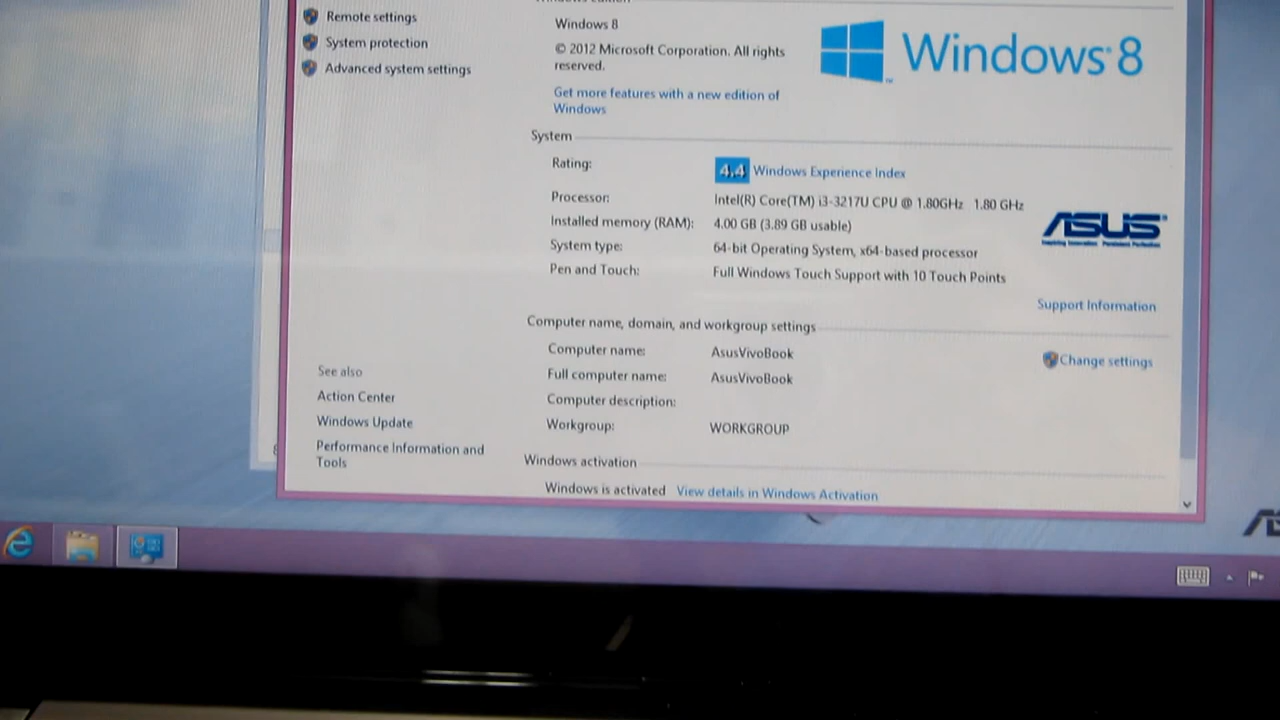 Remote settings
System protection
Advanced system settings
Windows 8
© 2012 Microsoft Corporation. All rights
reserved.
Get more features with a new edition of
Windows
Windows 8
System
Rating:
4,4 Windows Experience Index
Processor:
Intel(R) Core(TM) i3-3217U CPU @ 1.80GHz 1.80 GHz
Installed memory (RAM):
4.00 GB (3.89 GB usable)
System type:
64-bit Operating System, x64-based processor
Pen and Touch:
Full Windows Touch Support with 10 Touch Points
ASUS
Inspiring Innovation Persistent Perfection
Support Information
Computer name, domain, and workgroup settings
Computer name:
AsusVivoBook
Full computer name:
AsusVivoBook
Computer description:
Workgroup:
WORKGROUP
Change settings
See also
Action Center
Windows Update
Performance Information and
Tools
Windows activation
Windows is activated View details in Windows Activation